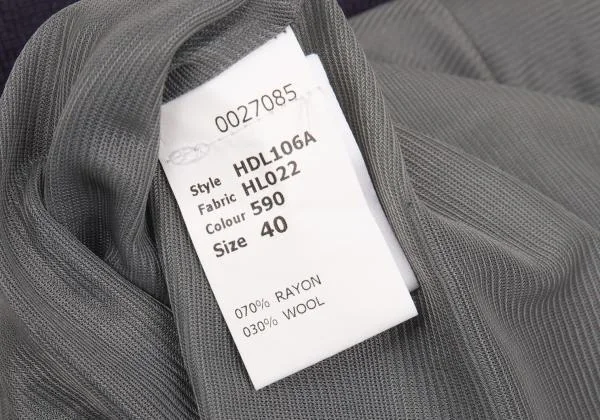 0027085
Style HDL106A
Fabric HL022
Colour 590
Size 40
070% RAYON
030% WOOL